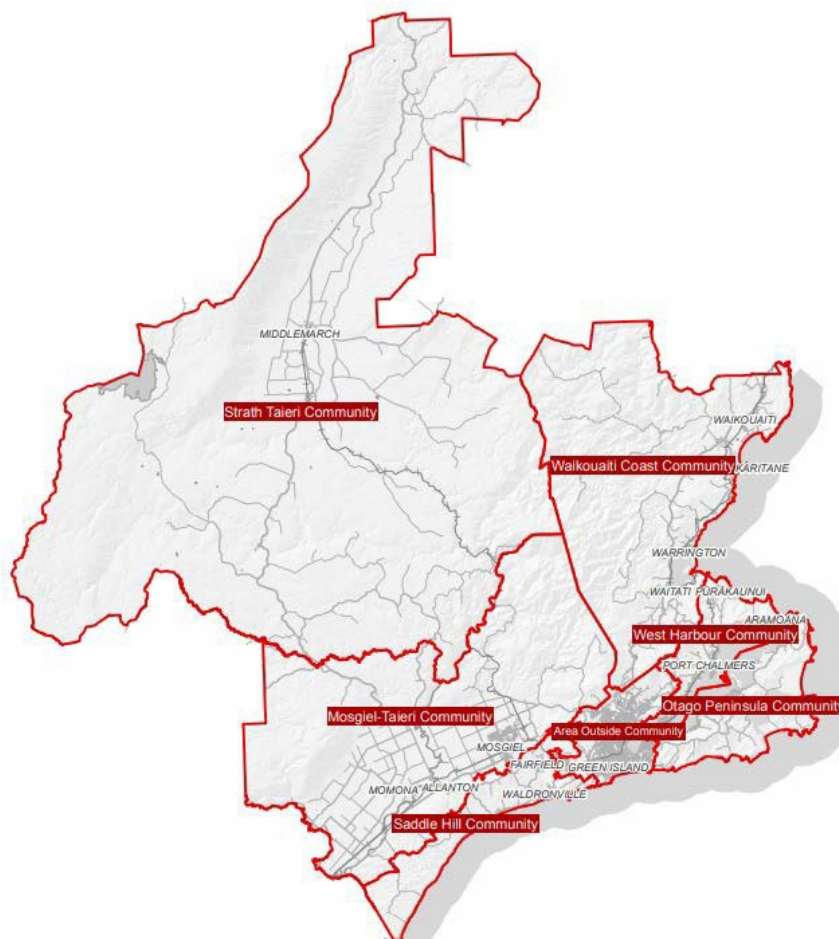 MIDDLEMARCH
Strath Taieri Community
WAIKOUAITI
Waikouaiti Coast Community
KARITANE
WARRINGTON
WAITATI
PŪRĀKAUNUI
ARAMOANA
West Harbour Community
PORT CHALMERS
Otago Peninsula Community
Mosgiel-Taieri Community
Area Outside Community
MOSGIEL
FAIRFIELD
GREEN ISLAND
MOMONA
ALLANTON
WALDRONVILLE
Saddle Hill Community